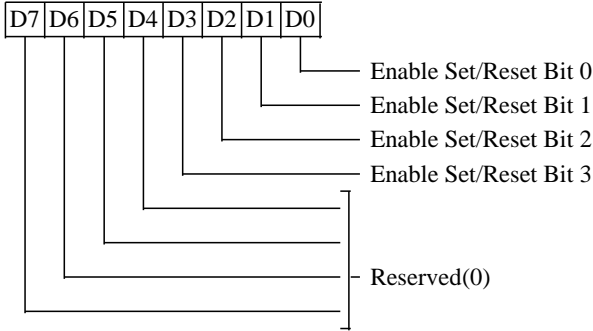 D7 D6 D5 D4 D3 D2 D1 D0
Enable Set/Reset Bit 0
Enable Set/Reset Bit 1
Enable Set/Reset Bit 2
Enable Set/Reset Bit 3
Reserved(0)